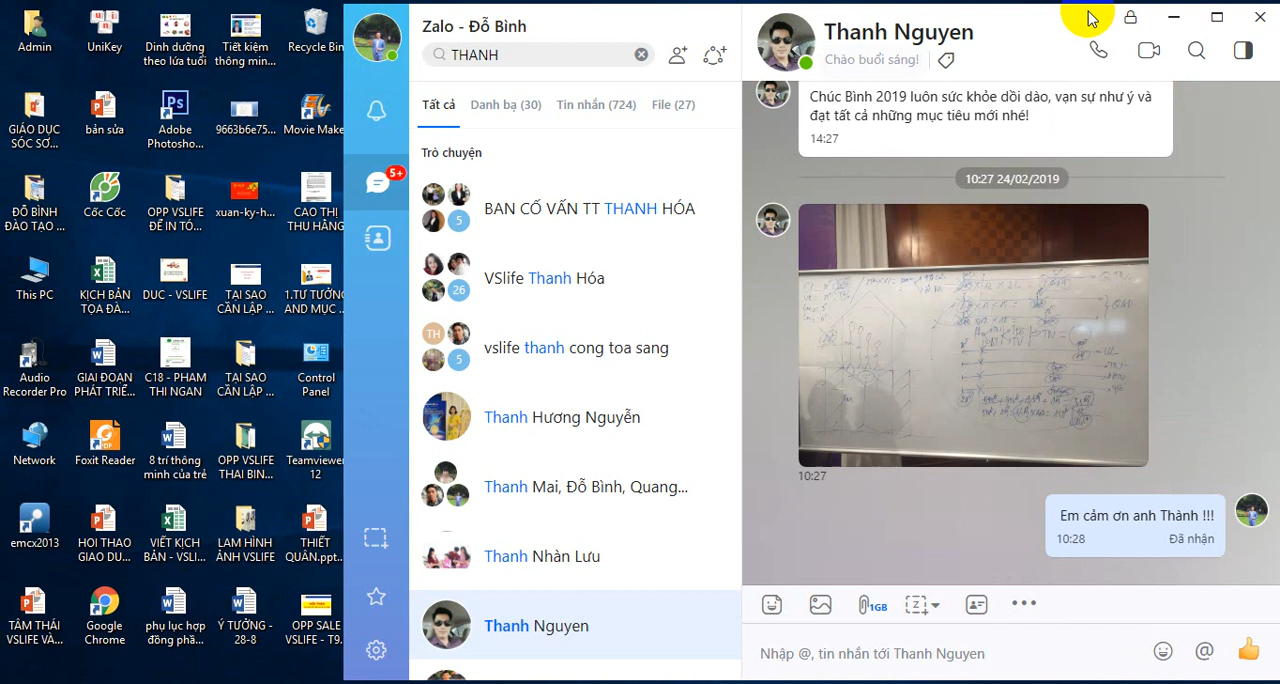 Admin
UniKey
Dinh dưỡng
theo lứa tuổi
Tiết kiệm
thông min...
Recycle Bin
GIÁO DỤC
SÓC SƠ...
bản sửa
Adobe
Photosho...
9663b6e75...
Movie Make
ĐỖ BÌNH
ĐÀO TẠO ...
Cốc Cốc
OPP VSLIFE
ĐỂ IN TÓ...
xuan-ky-h...
CAO THỊ
THU HẰNG
This PC
KỊCH BẢN
TỌA ĐÀ...
DUC - VSLIFE
TẠI SAO
CẦN LẬP ...
1.TƯ TƯỞNG
AND MỤC ...
Audio
Recorder Pro
GIAI ĐOẠN
PHÁT TRIỂ...
C18 - PHAM
THI NGAN
TẠI SAO
CẦN LẬP ...
Control
Panel
Network
Foxit Reader
8 trí thông
minh của trẻ
OPP VSLIFE
THAI BIN...
Teamviewer
12
emcx2013
HOI THAO
GIAO DU...
VIẾT KỊCH
BẢN - VSLI...
LAM HÌNH
ẢNH VSLIFE
THIẾT
QUÂN.ppt...
TÂM THÁI
VSLIFE VÀ...
Google
Chrome
phụ lục hợp
đồng phầ...
Ý TƯỞNG -
28-8
OPP SALE
VSLIFE - T9...
5+
Zalo - Đỗ Bình
THANH
Tất cả Danh bạ (30) Tin nhắn (724) File (27)
Trò chuyện
BAN CỐ VẤN TT THANH HÓA
5
VSlife Thanh Hóa
26
vslife thanh cong toa sang
TH
5
Thanh Hương Nguyễn
Thanh Mai, Đỗ Bình, Quang...
Thanh Nhàn Lưu
Thanh Nguyen
Thanh Nguyen
Chào buổi sáng!
Chúc Bình 2019 luôn sức khỏe dồi dào, vạn sự như ý và
đạt tất cả những mục tiêu mới nhé!
14:27
10:27 24/02/2019
10:27
Em cảm ơn anh Thành !!!
10:28 Đã nhận
1GB
Nhập @, tin nhắn tới Thanh Nguyen